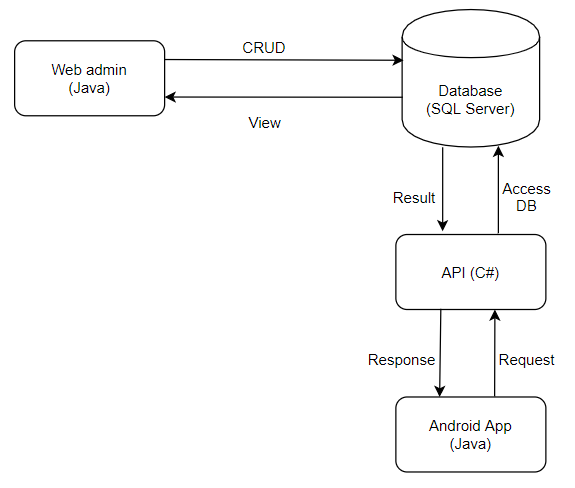 CRUD
Web admin
(Java)
Database
(SQL Server)
View
Result
Access
DB
API (C#)
Response
Request
Android App
(Java)